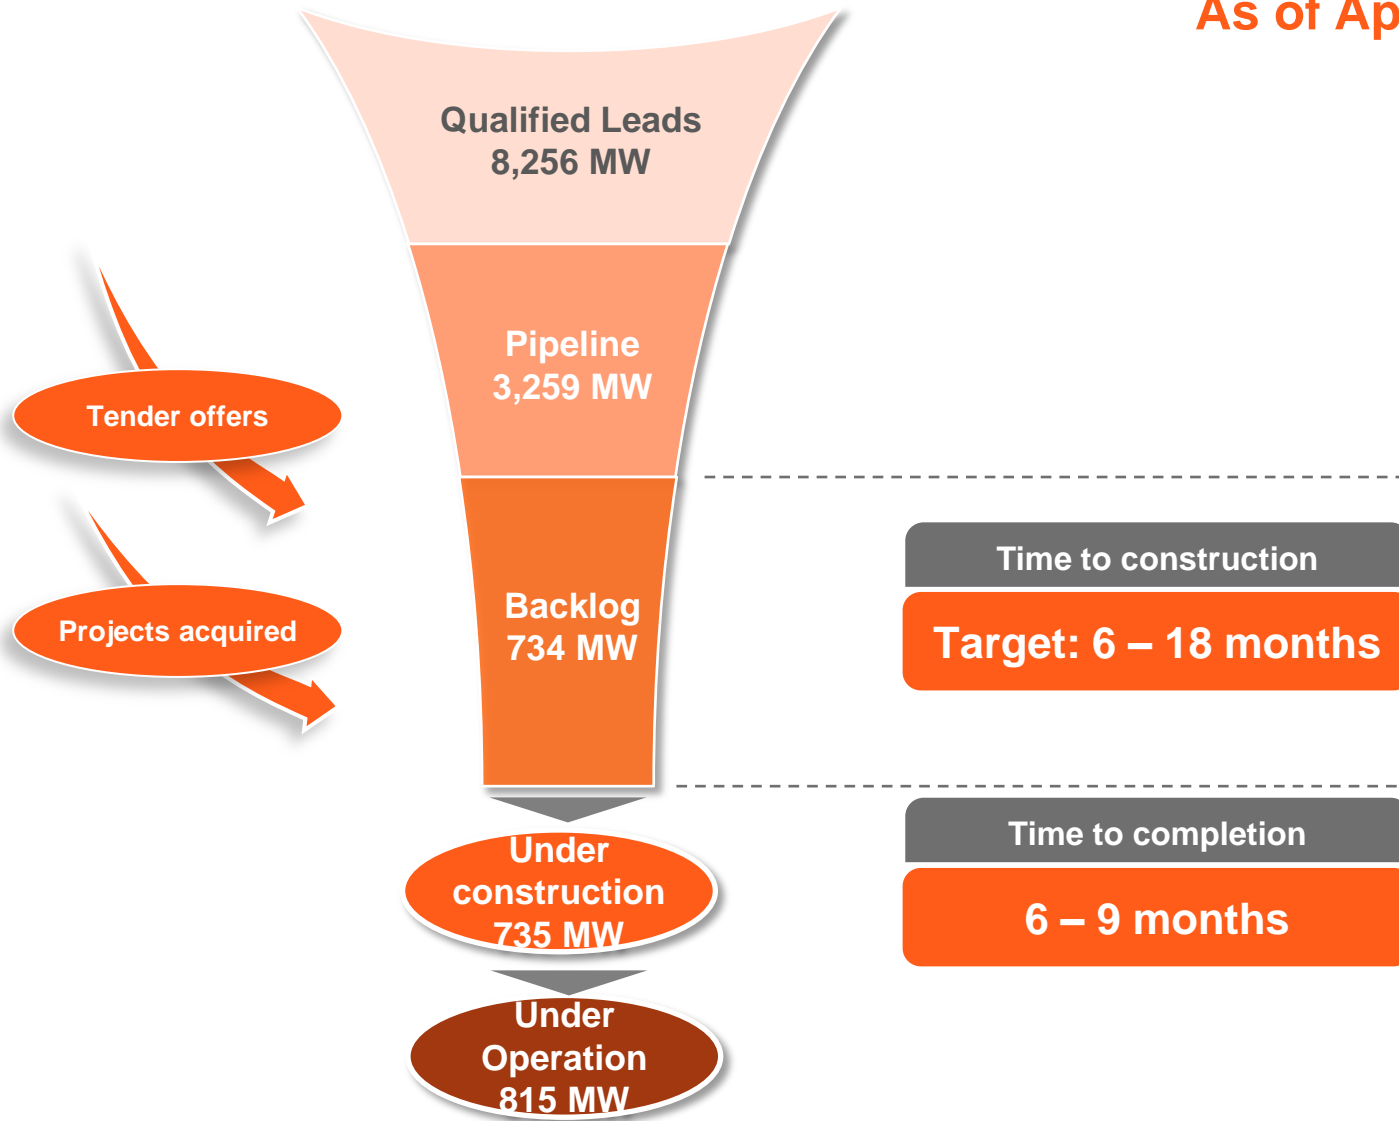 As of Ap
Qualified Leads
8,256 MW
Pipeline
3,259 MW
Tender offers
Time to construction
Backlog
734 MW
Projects acquired
Target: 6 – 18 months
Under
construction
735 MW
Time to completion
6 – 9 months
Under
Operation
815 MW